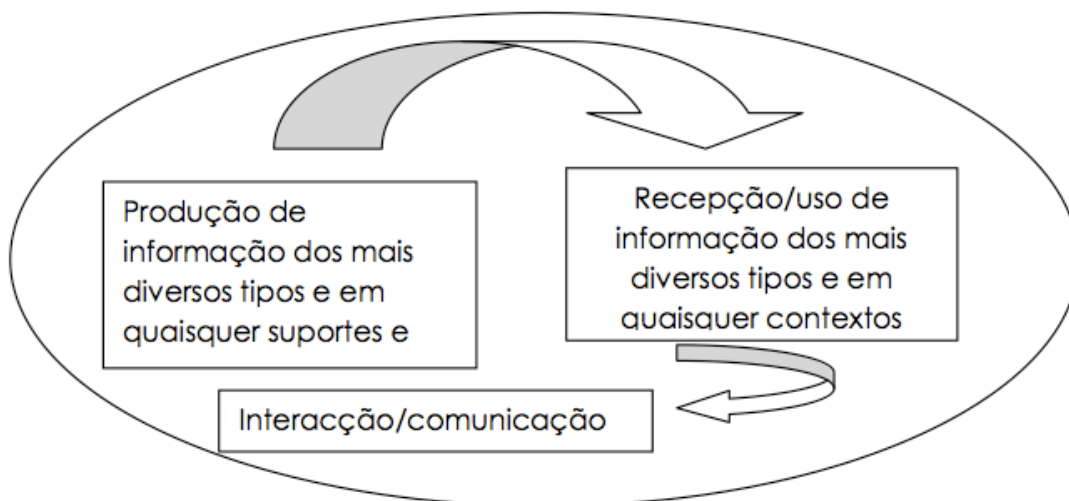 Produção de
informação dos mais
diversos tipos e em
quaisquer suportes e
Recepção/uso de
informação dos mais
diversos tipos e em
quaisquer contextos
Interacção/comunicação